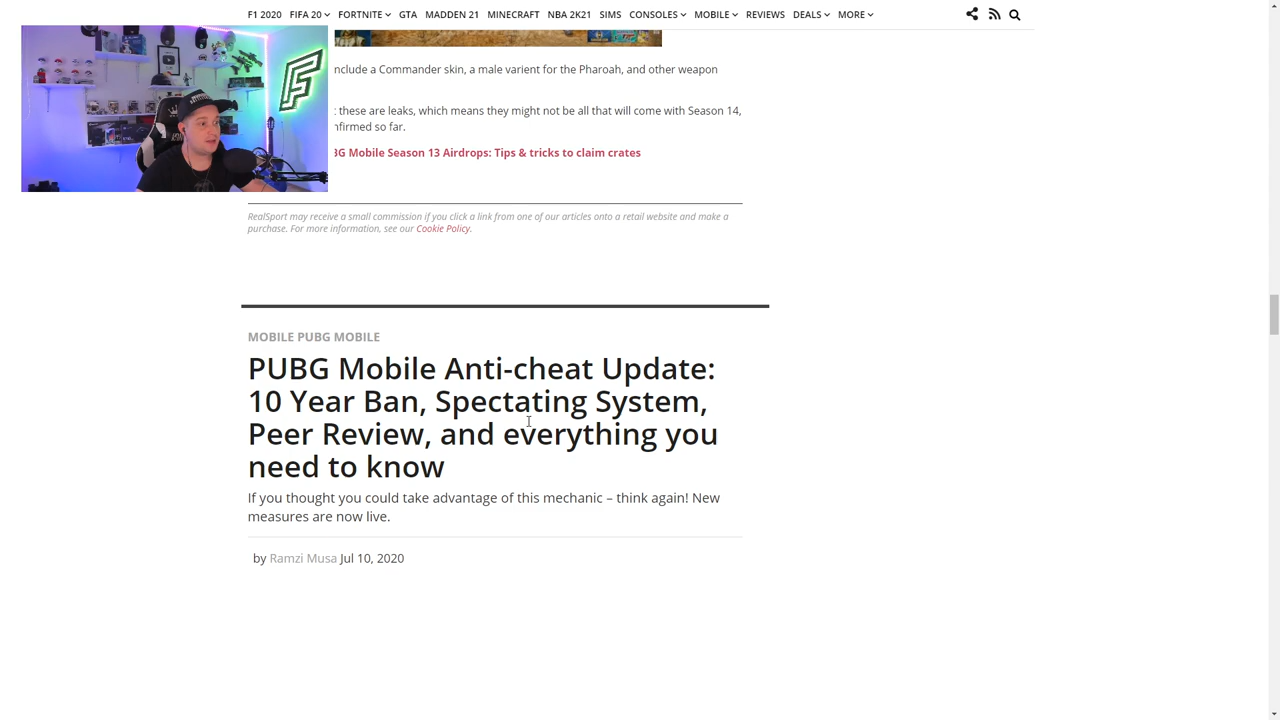 F1 2020 FIFA 20 FORTNITE GTA MADDEN 21 MINECRAFT NBA 2K21 SIMS CONSOLES MOBILE REVIEWS DEALS MORE
nclude a Commander skin, a male varient for the Pharoah, and other weapon
these are leaks, which means they might not be all that will come with Season 14,
nfirmed so far.
BG Mobile Season 13 Airdrops: Tips & tricks to claim crates
RealSport may receive a small commission if you click a link from one of our articles onto a retail website and make a
purchase. For more information, see our Cookie Policy.
MOBILE PUBG MOBILE
PUBG Mobile Anti-cheat Update:
10 Year Ban, Spectating System,
Peer Review, and everything you
need to know
If you thought you could take advantage of this mechanic – think again! New
measures are now live.
by Ramzi Musa Jul 10, 2020